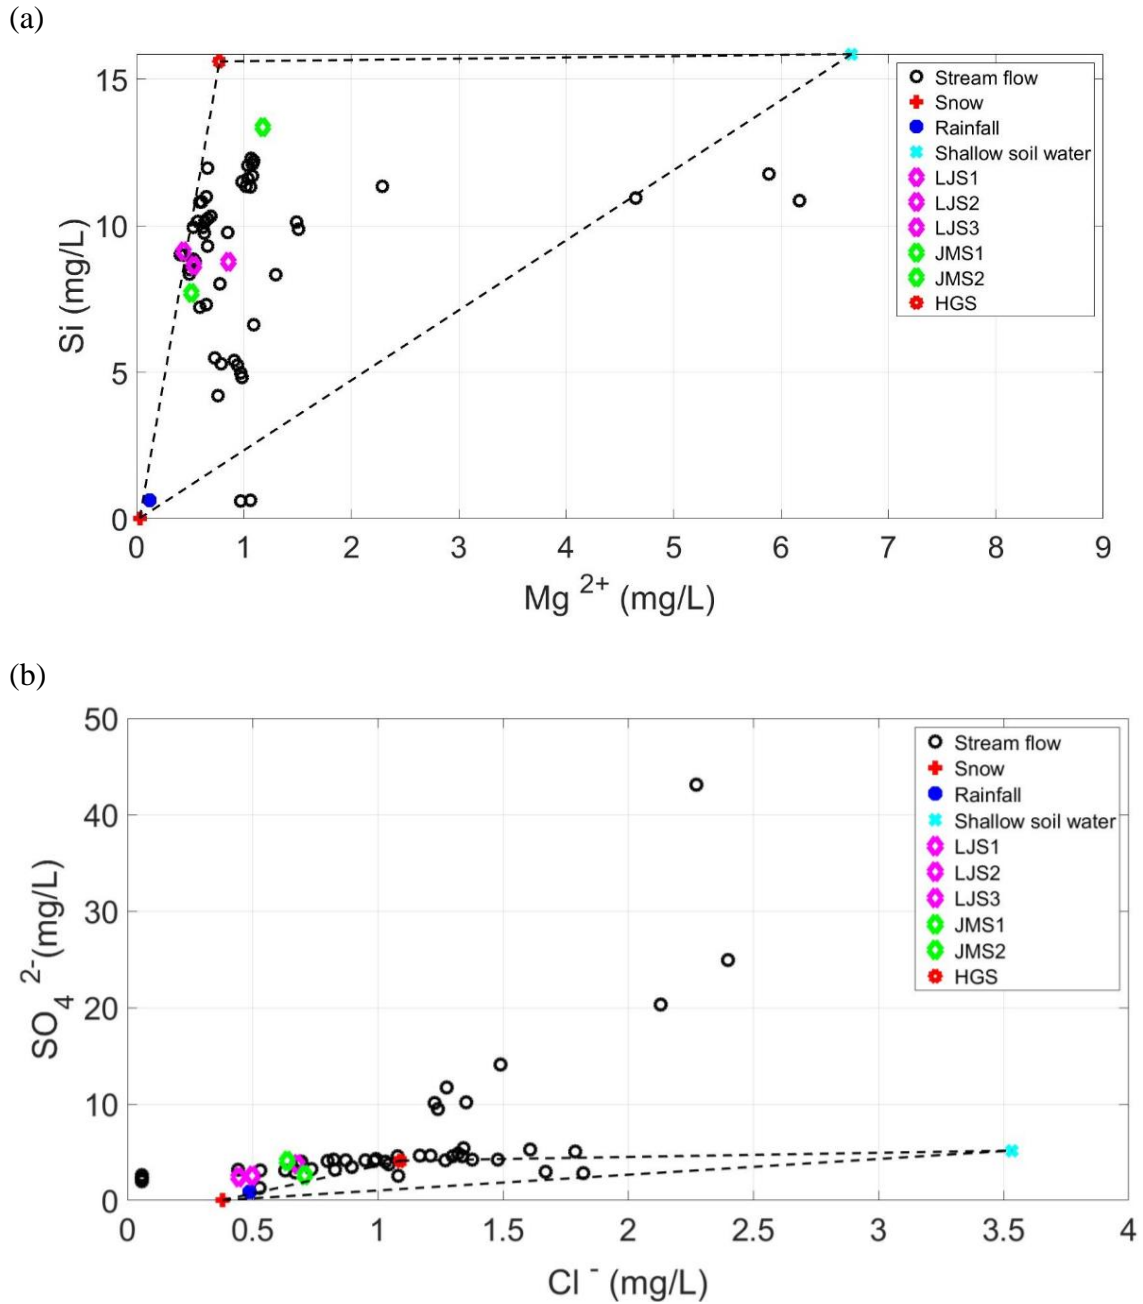 (a)
15
10
5
0
Si (mg/L)
0 1 2 3 4 5 6 7 8 9
Mg 2+ (mg/L)
Stream flow
Snow
Rainfall
Shallow soil water
LJS1
LJS2
LJS3
JMS1
JMS2
HGS
(b)
50
40
30
20
10
0
SO4 2-(mg/L)
0 0.5 1 1.5 2 2.5 3 3.5 4
Cl - (mg/L)
Stream flow
Snow
Rainfall
Shallow soil water
LJS1
LJS2
LJS3
JMS1
JMS2
HGS